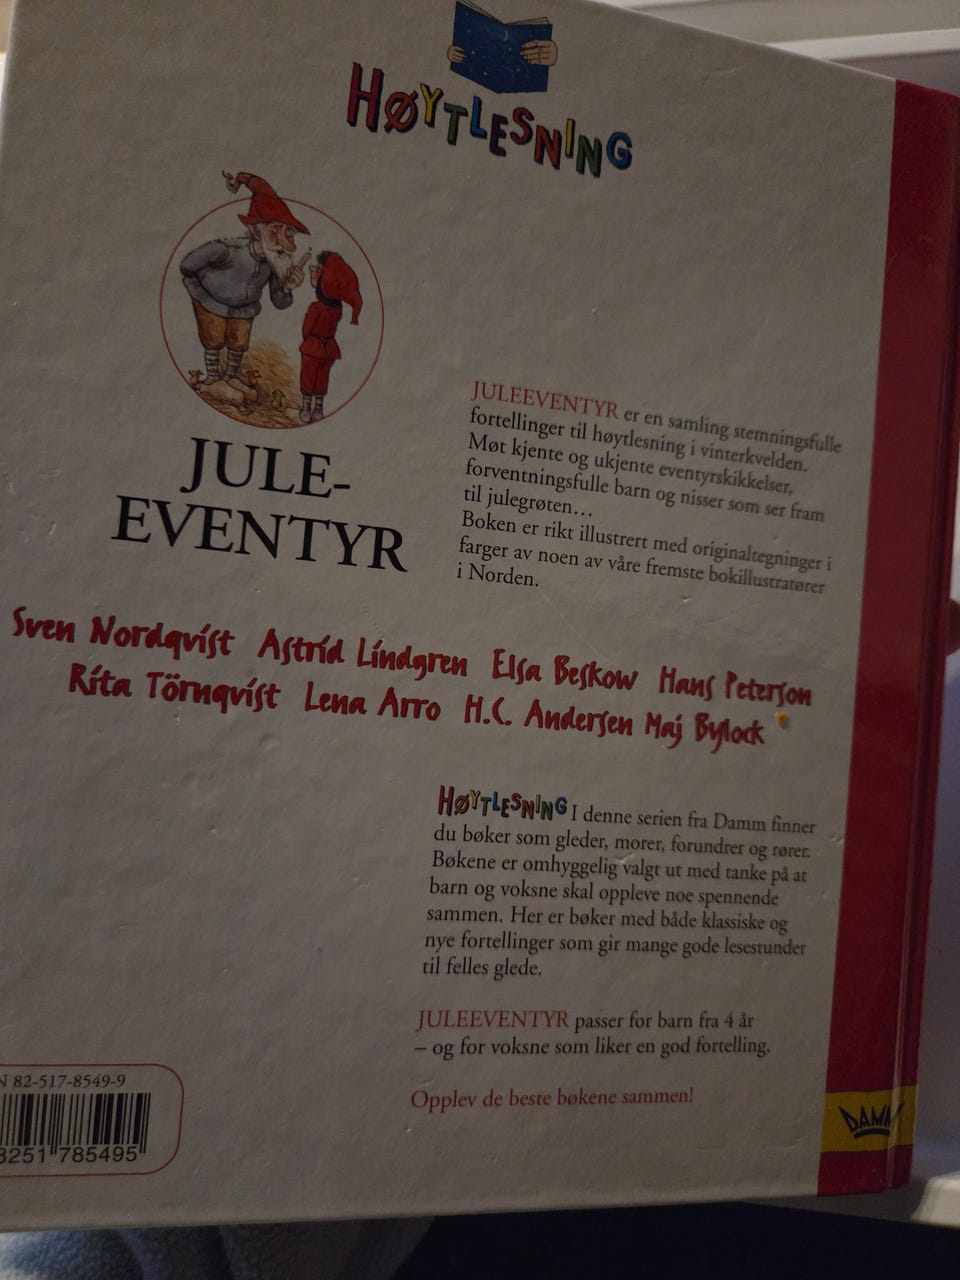 HØYTLESNING
JULE-
EVENTYR
JULEEVENTYR er en samling stemningsfulle
fortellinger til høytlesning i vinterkvelden.
Møt kjente og ukjente eventyrskikkelser,
forventningsfulle barn og nisser som ser fram
til julegrøten...
Boken er rikt illustrert med originaltegninger i
farger av noen av våre fremste bokillustratører
i Norden.
Sven Nordqvist Astrid Lindgren Elsa Beskow Hans Peterson
Rita Törnqvist Lena Arro H.C. Andersen Maj Bylock
HØYTLESNING I denne serien fra Damm finner
du bøker som gleder, morer, forundrer og rører.
Bøkene er omhyggelig valgt ut med tanke på at
barn og voksne skal oppleve noe spennende
sammen. Her er bøker med både klassiske og
nye fortellinger som gir mange gode lesestunder
til felles glede.
JULEEVENTYR passer for barn fra 4 år
– og for voksne som liker en god fortelling.
Opplev de beste bøkene sammen!
N 82-517-8549-9
8251 785495
DAMM